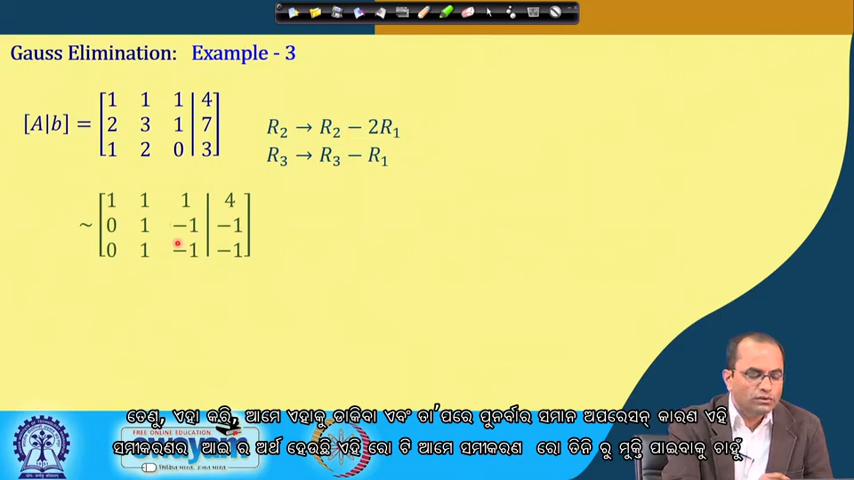 Gauss Elimination: Example - 3
[A|b] = [1 1 1 | 4
2 3 1 | 7
1 2 0 | 3]
R₂ → R₂ − 2R₁
R₃ → R₃ − R₁
~ [1 1 1 | 4
0 1 −1 | −1
0 1 −1 | −1]
ତେଣୁ, ଏହା କରି, ଆମେ ଏହାକୁ ଡାକିବା ଏବଂ ତା'ପରେ ପୁନର୍ବାର ସମାନ ଅପରେସନ୍ କାରଣ ଏହି
ସମୀକରଣର ଆଇ ର ଅର୍ଥ ହେଉଛି ଏହି ରୋ ଟି ଆମେ ସମୀକରଣ ରୋ ତିନି ରୁ ମୁକ୍ତି ପାଇବାକୁ ଚାହୁଁ
FREE ONLINE EDUCATION
swayam